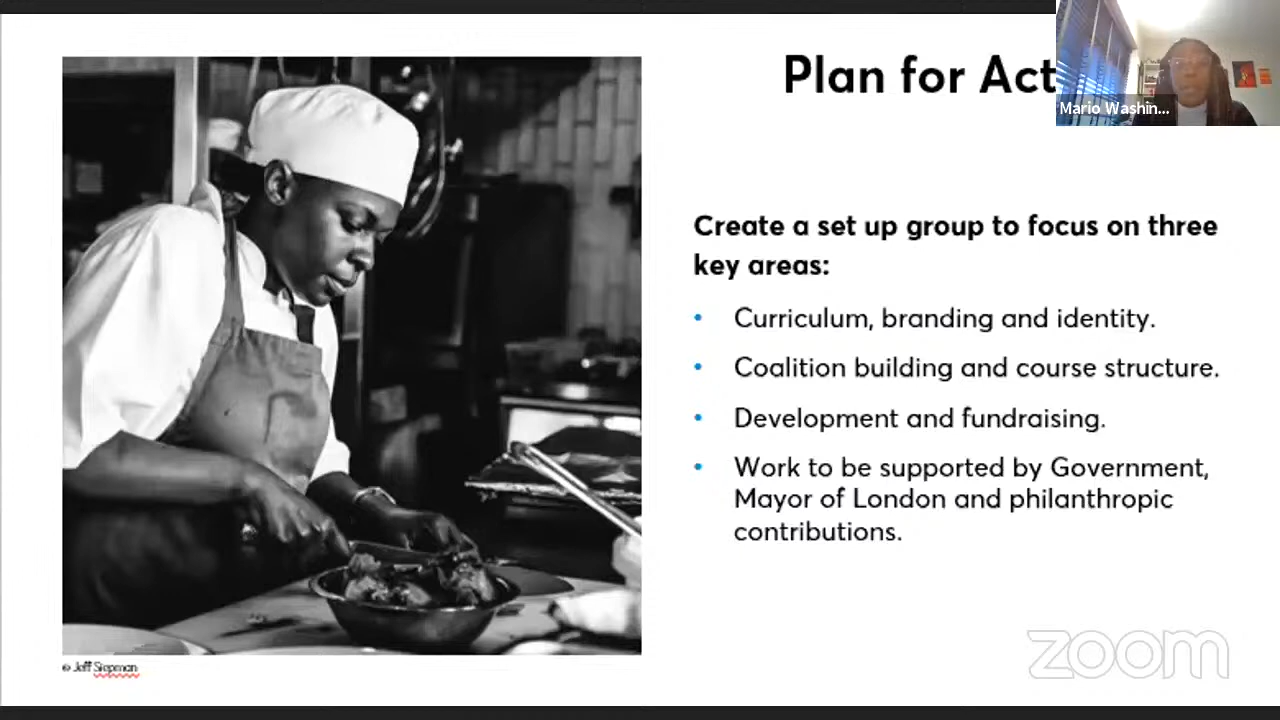 Plan for Act
Mario Washin...
Create a set up group to focus on three
key areas:
• Curriculum, branding and identity.
• Coalition building and course structure.
• Development and fundraising.
• Work to be supported by Government,
Mayor of London and philanthropic
contributions.
© Jeff Siepman
zoom